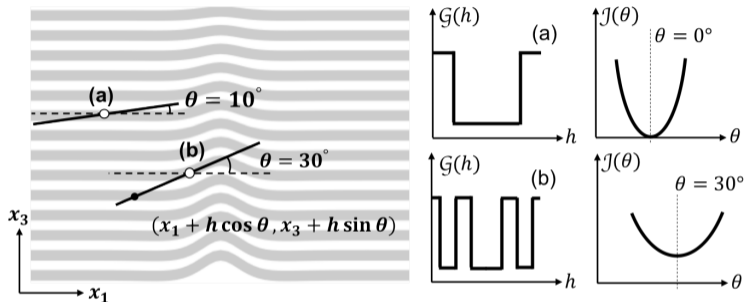 (a)
θ = 10°
(b)
θ = 30°
(x₁ + h cos θ, x₃ + h sin θ)
x₃
x₁
𝒢(h)
(a)
h
𝒥(θ)
θ = 0°
θ
𝒢(h)
(b)
h
𝒥(θ)
θ = 30°
θ